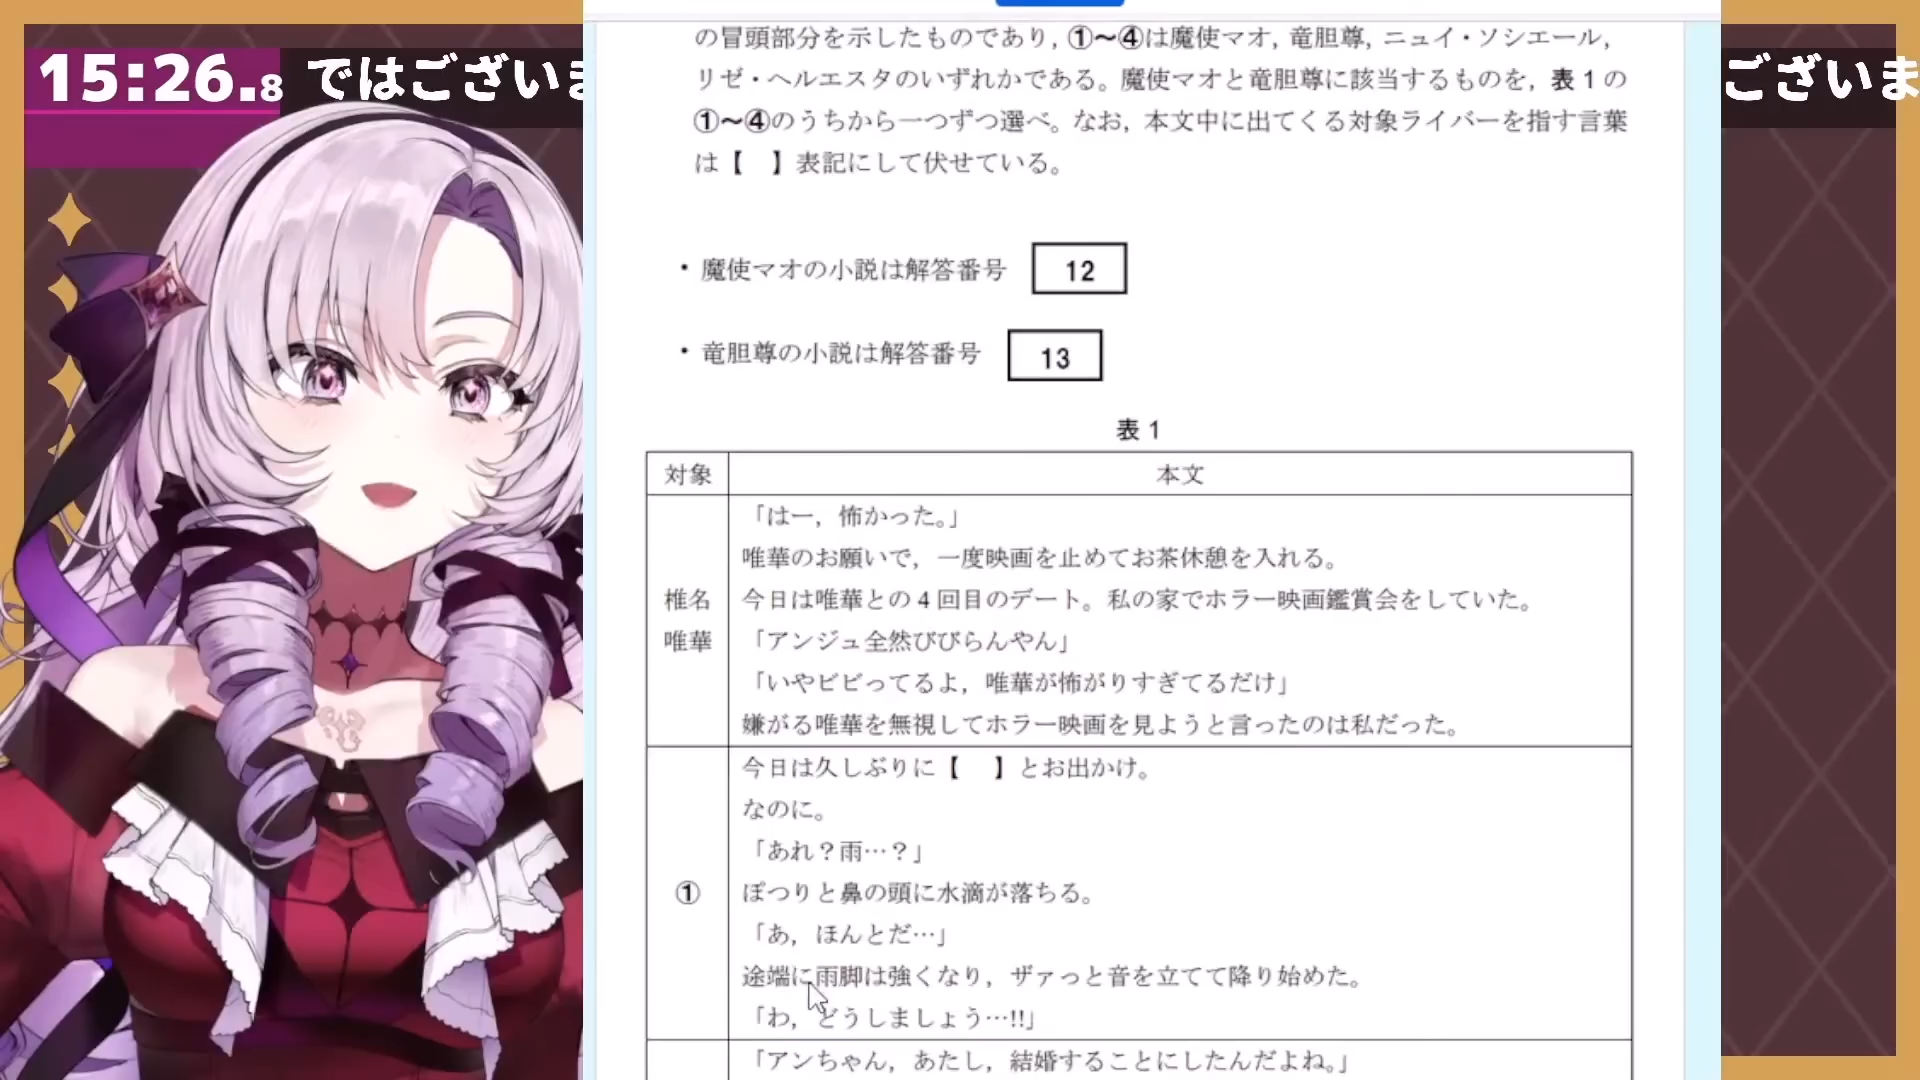 15:26.8
ではございま
の冒頭部分を示したものであり，①～④は魔使マオ，竜胆尊，ニュイ・ソシエール，
リゼ・ヘルエスタのいずれかである。魔使マオと竜胆尊に該当するものを，表1の
①～④のうちから一つずつ選べ。なお，本文中に出てくる対象ライバーを指す言葉
は【　】表記にして伏せている。
・魔使マオの小説は解答番号 12
・竜胆尊の小説は解答番号 13
表1
対象 本文
椎名
唯華
「はー，怖かった。」
唯華のお願いで，一度映画を止めてお茶休憩を入れる。
今日は唯華との4回目のデート。私の家でホラー映画鑑賞会をしていた。
「アンジュ全然びびらんやん」
「いやビビってるよ，唯華が怖がりすぎてるだけ」
嫌がる唯華を無視してホラー映画を見ようと言ったのは私だった。
①
今日は久しぶりに【　】とお出かけ。
なのに。
「あれ？雨…？」
ぽつりと鼻の頭に水滴が落ちる。
「あ，ほんとだ…」
途端に雨脚は強くなり，ザァっと音を立てて降り始めた。
「わ，どうしましょう…!!」
「アンちゃん，あたし，結婚することにしたんだよね。」
ございま